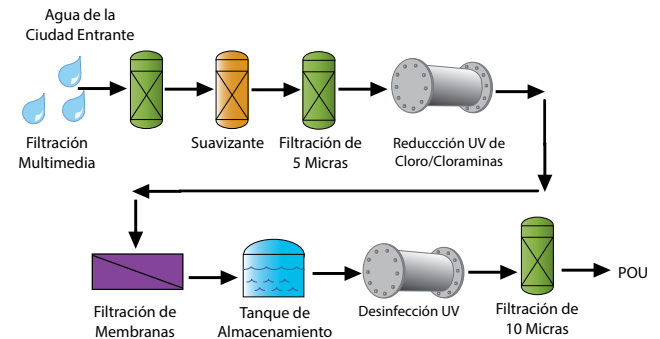 Agua de la
Ciudad Entrante
Filtración
Multimedia
Suavizante
Filtración de
5 Micras
Reduccción UV de
Cloro/Cloraminas
Filtración de
Membranas
Tanque de
Almacenamiento
Desinfección UV
Filtración de
10 Micras
POU